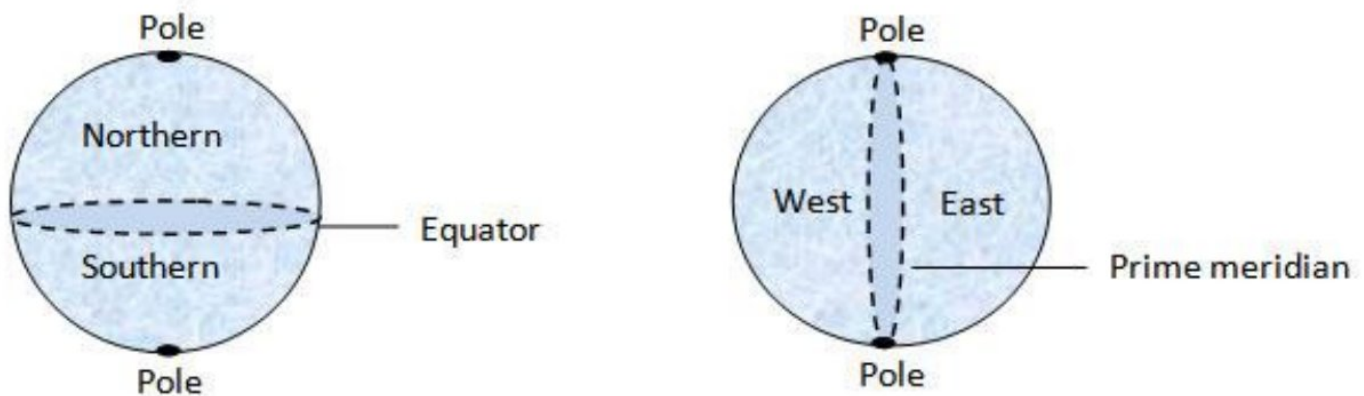 Pole
Northern
Equator
Southern
Pole
Pole
West East
Prime meridian
Pole